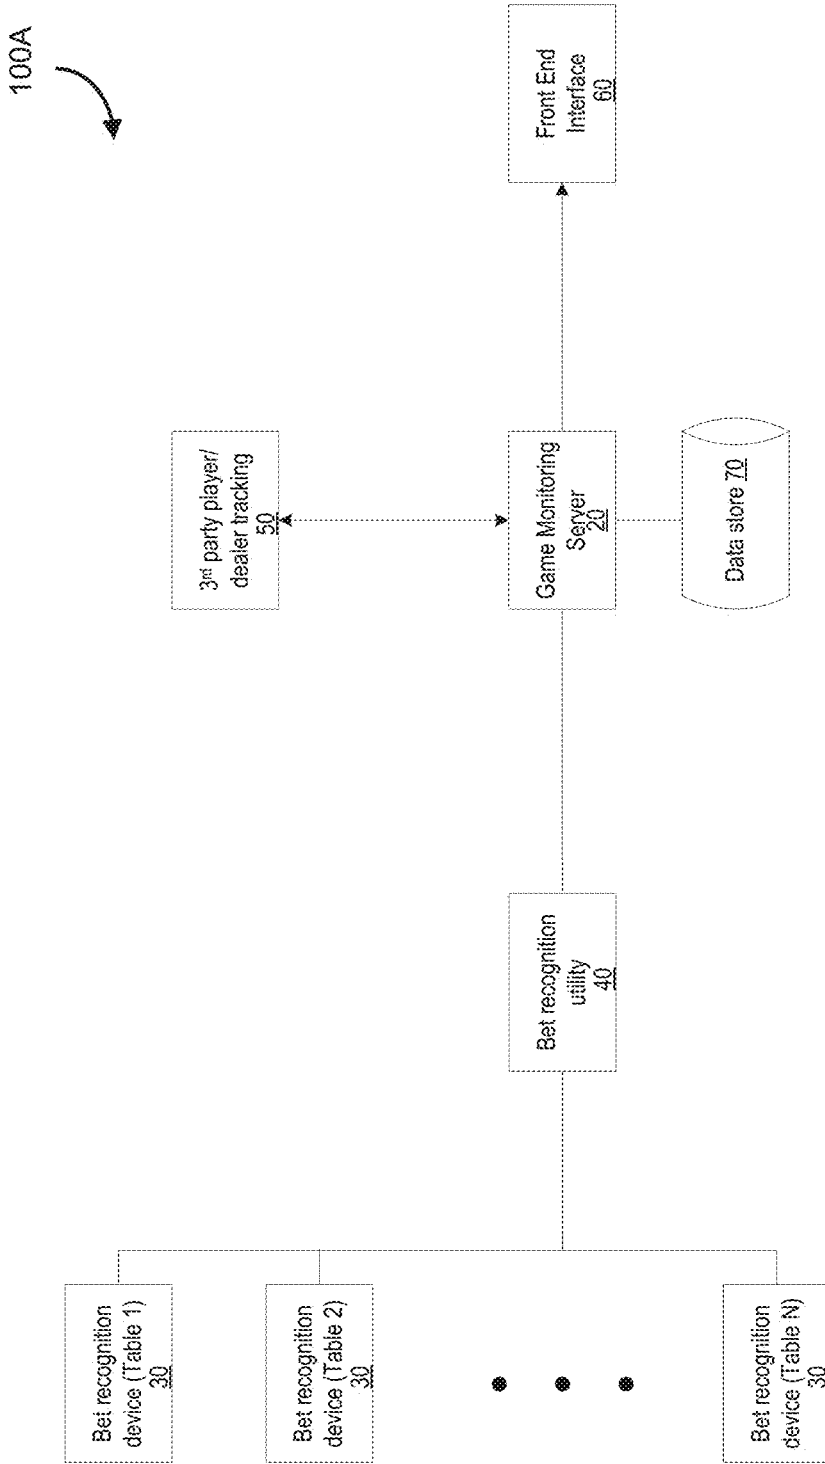 100A
Bet recognition
device (Table 1)
30
Bet recognition
device (Table 2)
30
Bet recognition
device (Table N)
30
Bet recognition
utility
40
3rd party player/
dealer tracking
50
Game Monitoring
Server
20
Data store 70
Front End
Interface
60